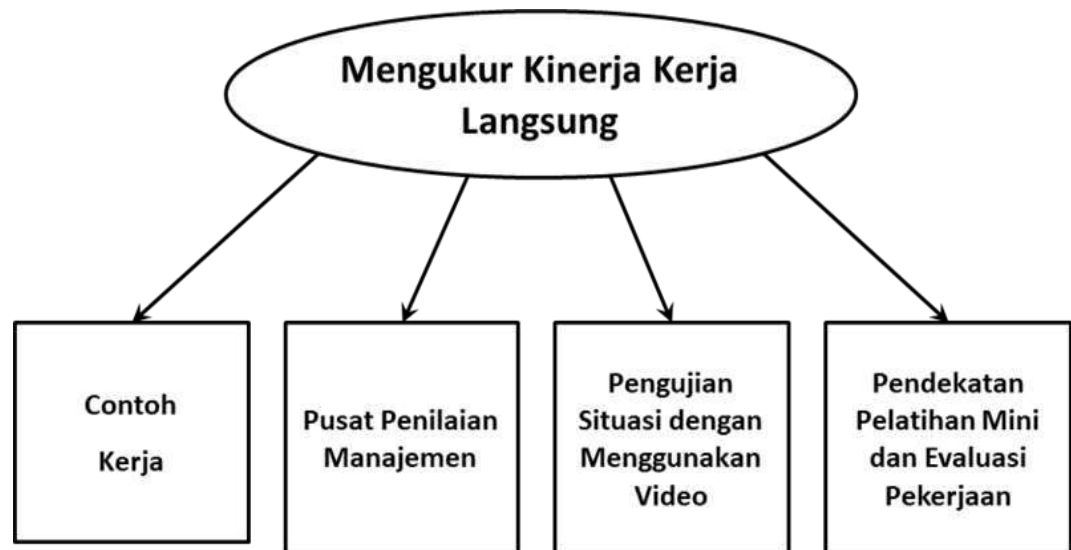 Mengukur Kinerja Kerja
Langsung
Contoh
Kerja
Pusat Penilaian
Manajemen
Pengujian
Situasi dengan
Menggunakan
Video
Pendekatan
Pelatihan Mini
dan Evaluasi
Pekerjaan